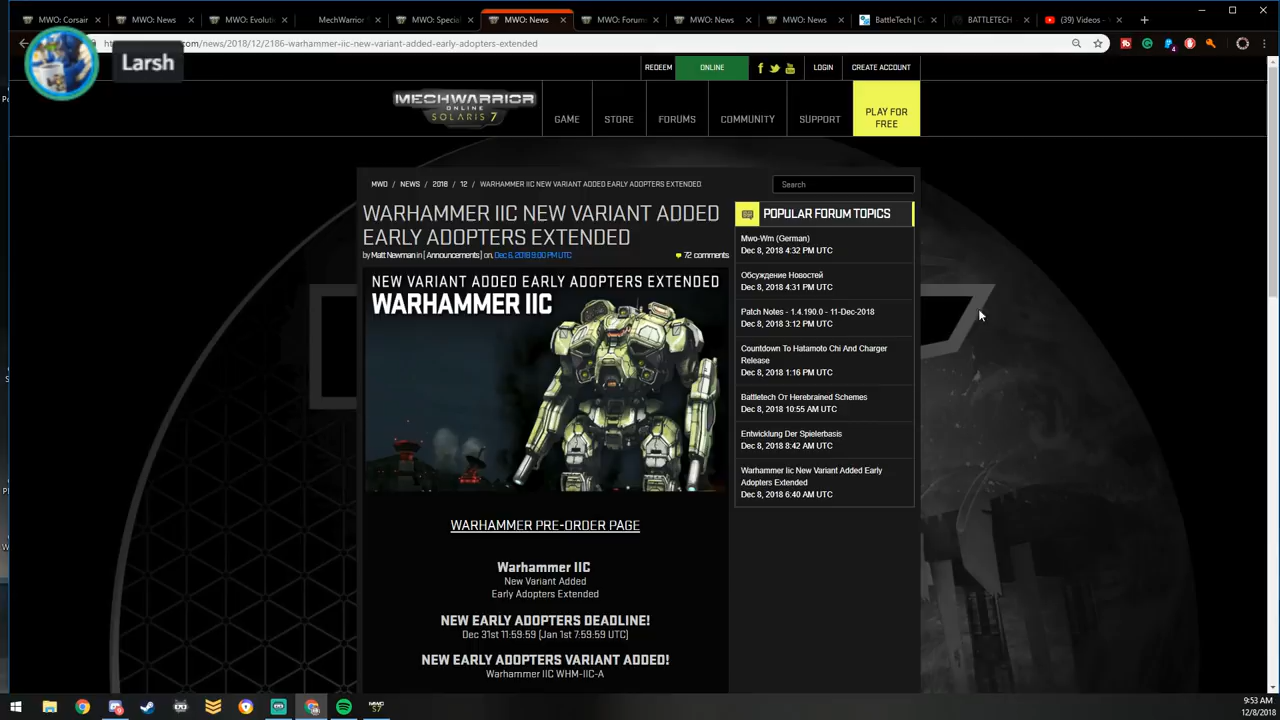 MWO: Corsair
MWO: News
MWO: Evoluti
MechWarrior
MWO: Special
MWO: News
MWO: Forum
MWO: News
MWO: News
BattleTech | C
BATTLETECH
(39) Videos -
/news/2018/12/2186-warhammer-iic-new-variant-added-early-adopters-extended
Larsh
REDEEM
ONLINE
LOGIN
CREATE ACCOUNT
MECHWARRIOR
ONLINE
SOLARIS 7
GAME
STORE
FORUMS
COMMUNITY
SUPPORT
PLAY FOR
FREE
MWO / NEWS / 2018 / 12 / WARHAMMER IIC NEW VARIANT ADDED EARLY ADOPTERS EXTENDED
Search
WARHAMMER IIC NEW VARIANT ADDED
EARLY ADOPTERS EXTENDED
by Matt Newman in [ Announcements ] on, Dec 6, 2018 9:00 PM UTC
72 comments
NEW VARIANT ADDED EARLY ADOPTERS EXTENDED
WARHAMMER IIC
WARHAMMER PRE-ORDER PAGE
Warhammer IIC
New Variant Added
Early Adopters Extended
NEW EARLY ADOPTERS DEADLINE!
Dec 31st 11:59:59 (Jan 1st 7:59:59 UTC)
NEW EARLY ADOPTERS VARIANT ADDED!
Warhammer IIC WHM-IIC-A
POPULAR FORUM TOPICS
Mwo-Wm (German)
Dec 8, 2018 4:32 PM UTC
Обсуждение Новостей
Dec 8, 2018 4:31 PM UTC
Patch Notes - 1.4.190.0 - 11-Dec-2018
Dec 8, 2018 3:12 PM UTC
Countdown To Hatamoto Chi And Charger
Release
Dec 8, 2018 1:16 PM UTC
Battletech От Herebrained Schemes
Dec 8, 2018 10:55 AM UTC
Entwicklung Der Spielerbasis
Dec 8, 2018 8:42 AM UTC
Warhammer Iic New Variant Added Early
Adopters Extended
Dec 8, 2018 6:40 AM UTC
9:53 AM
12/8/2018